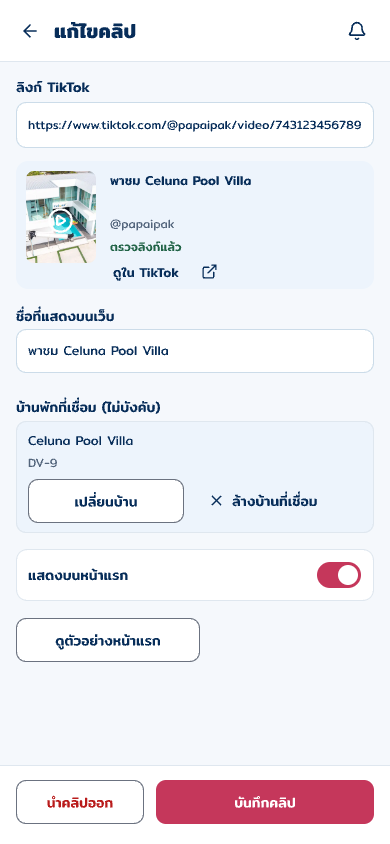 แก้ไขคลิป
ลิงก์ TikTok
https://www.tiktok.com/@papaipak/video/743123456789
พาชม Celuna Pool Villa
@papaipak
ตรวจลิงก์แล้ว
ดูใน TikTok
ชื่อที่แสดงบนเว็บ
พาชม Celuna Pool Villa
บ้านพักที่เชื่อม (ไม่บังคับ)
Celuna Pool Villa
DV-9
เปลี่ยนบ้าน
ล้างบ้านที่เชื่อม
แสดงบนหน้าแรก
ดูตัวอย่างหน้าแรก
นำคลิปออก
บันทึกคลิป